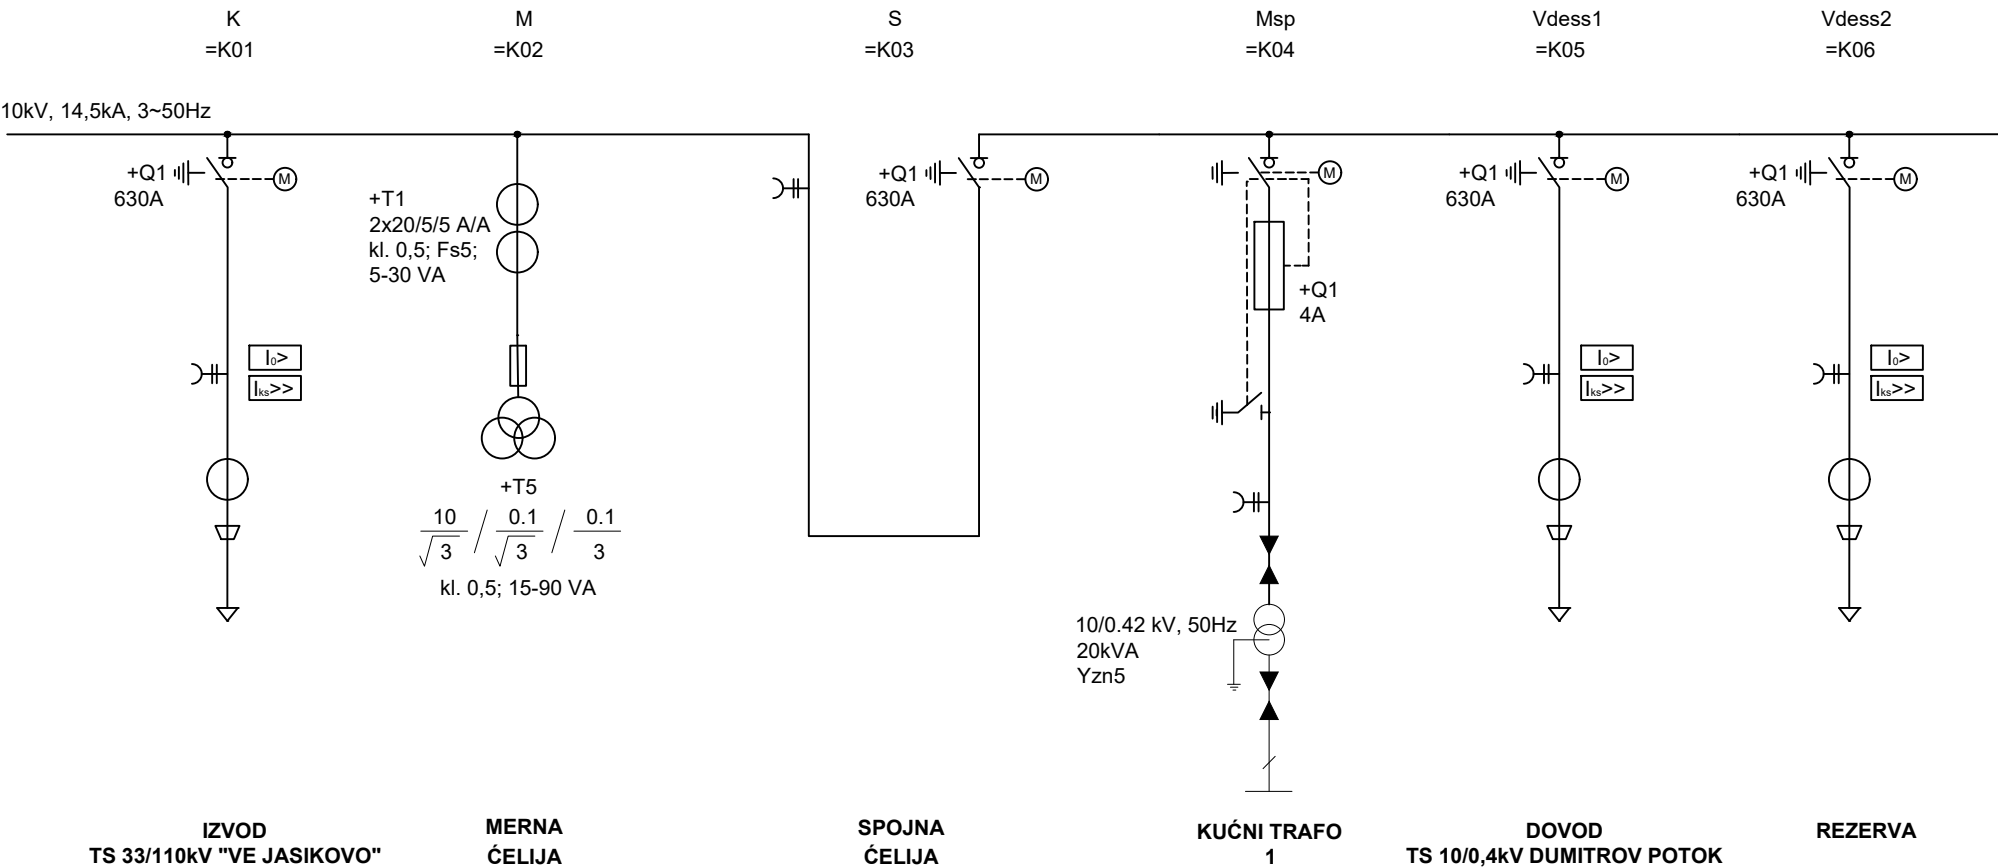 K
=K01
M
=K02
S
=K03
Msp
=K04
Vdess1
=K05
Vdess2
=K06
10kV, 14,5kA, 3~50Hz
+Q1
630A
M
I₀>
Iₖₛ>>
+T1
2x20/5/5 A/A
kl. 0,5; Fs5;
5-30 VA
+T5
10/√3 / 0.1/√3 / 0.1/3
kl. 0,5; 15-90 VA
+Q1
630A
M
M
+Q1
4A
10/0.42 kV, 50Hz
20kVA
Yzn5
+Q1
630A
M
I₀>
Iₖₛ>>
+Q1
630A
M
I₀>
Iₖₛ>>
IZVOD
TS 33/110kV "VE JASIKOVO"
MERNA
ĆELIJA
SPOJNA
ĆELIJA
KUĆNI TRAFO
1
DOVOD
TS 10/0,4kV DUMITROV POTOK
REZERVA